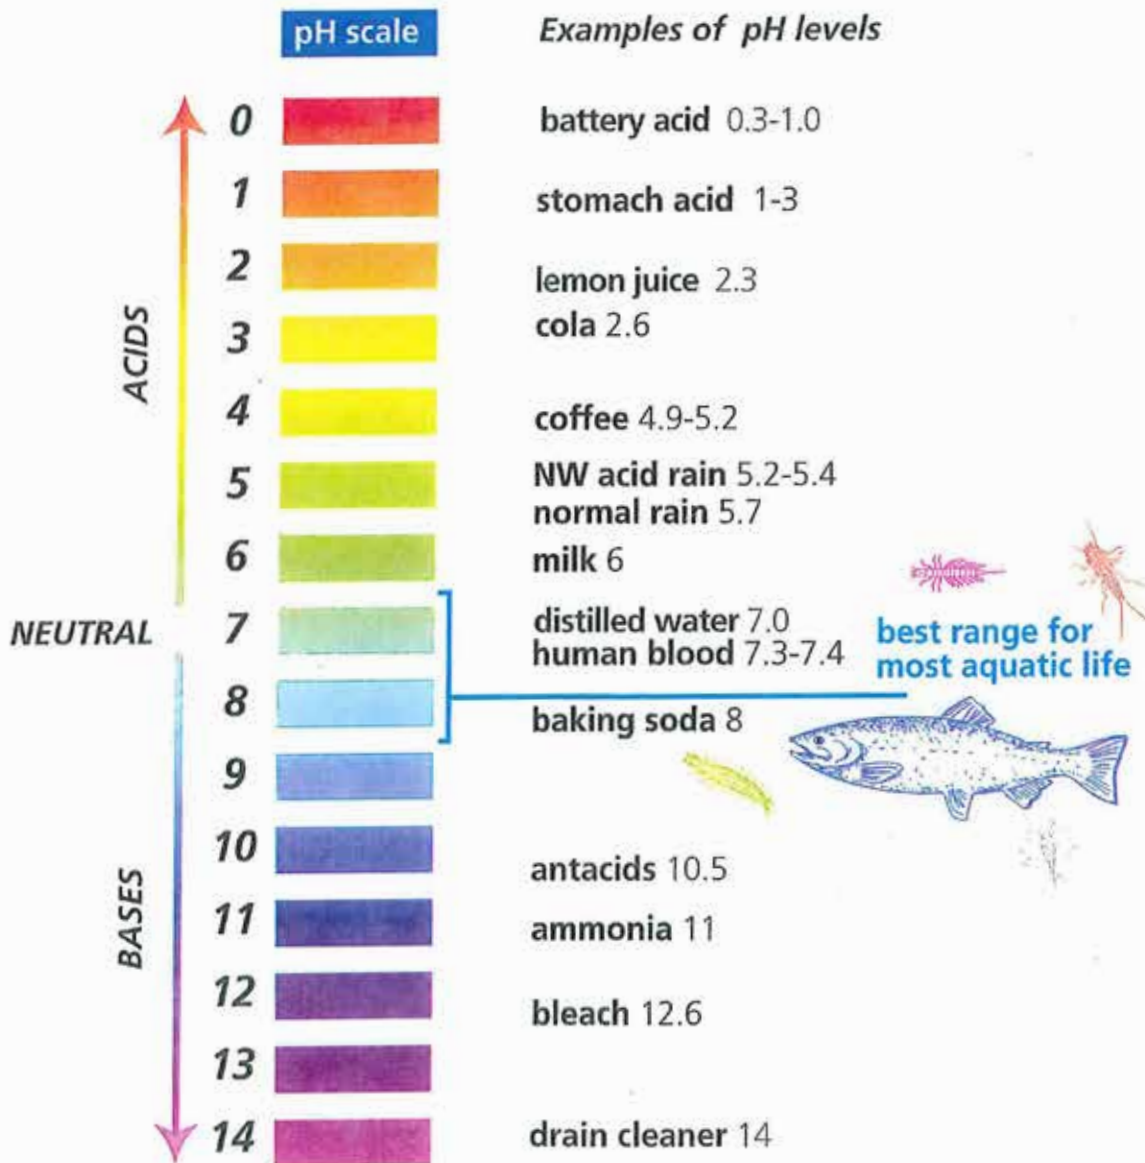 pH scale
Examples of pH levels
0
battery acid 0.3-1.0
1
stomach acid 1-3
2
lemon juice 2.3
3
cola 2.6
ACIDS
4
coffee 4.9-5.2
5
NW acid rain 5.2-5.4
normal rain 5.7
6
milk 6
NEUTRAL
7
distilled water 7.0
human blood 7.3-7.4
best range for
most aquatic life
8
baking soda 8
9
10
antacids 10.5
11
ammonia 11
BASES
12
bleach 12.6
13
14
drain cleaner 14